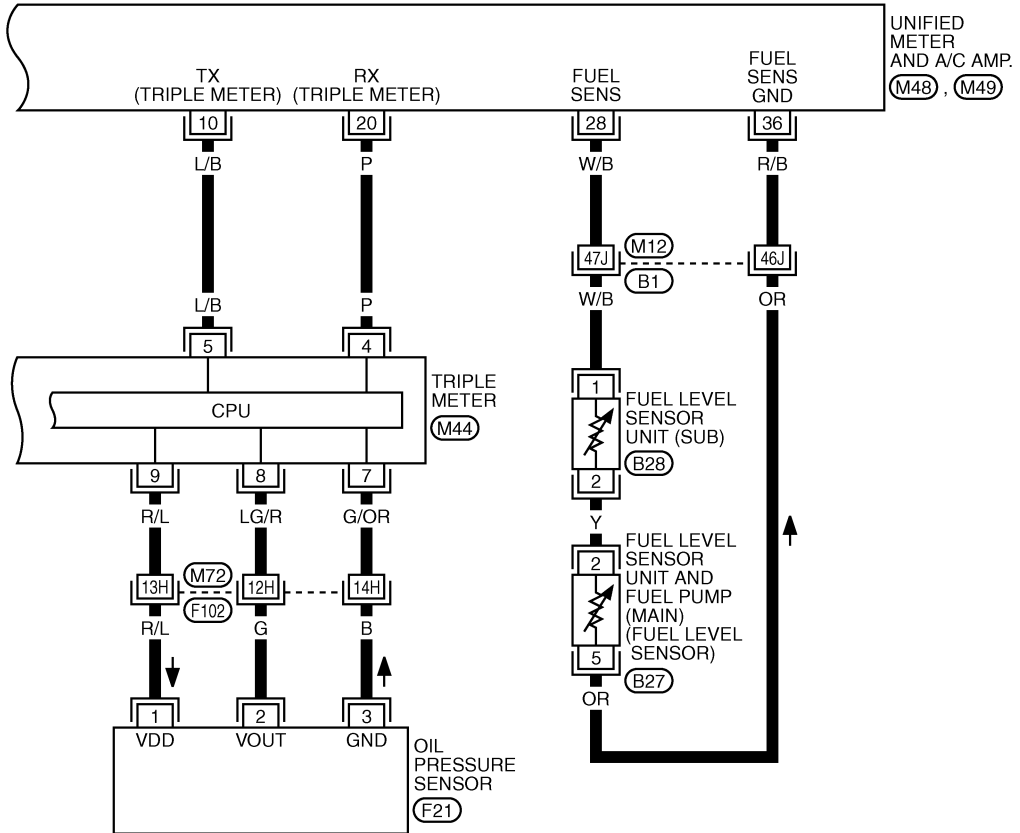 UNIFIED
METER
AND A/C AMP.
M48 , M49
TX
(TRIPLE METER)
RX
(TRIPLE METER)
FUEL
SENS
FUEL
SENS
GND
10
20
28
36
L/B
P
W/B
R/B
47J
M12
B1
46J
L/B
P
W/B
OR
5
4
TRIPLE
METER
M44
CPU
1
FUEL LEVEL
SENSOR
UNIT (SUB)
B28
2
9
8
7
R/L
LG/R
G/OR
Y
13H
M72
F102
12H
14H
2
FUEL LEVEL
SENSOR
UNIT AND
FUEL PUMP
(MAIN)
(FUEL LEVEL
SENSOR)
5
B27
R/L
G
B
OR
1
2
3
VDD
VOUT
GND
OIL
PRESSURE
SENSOR
F21